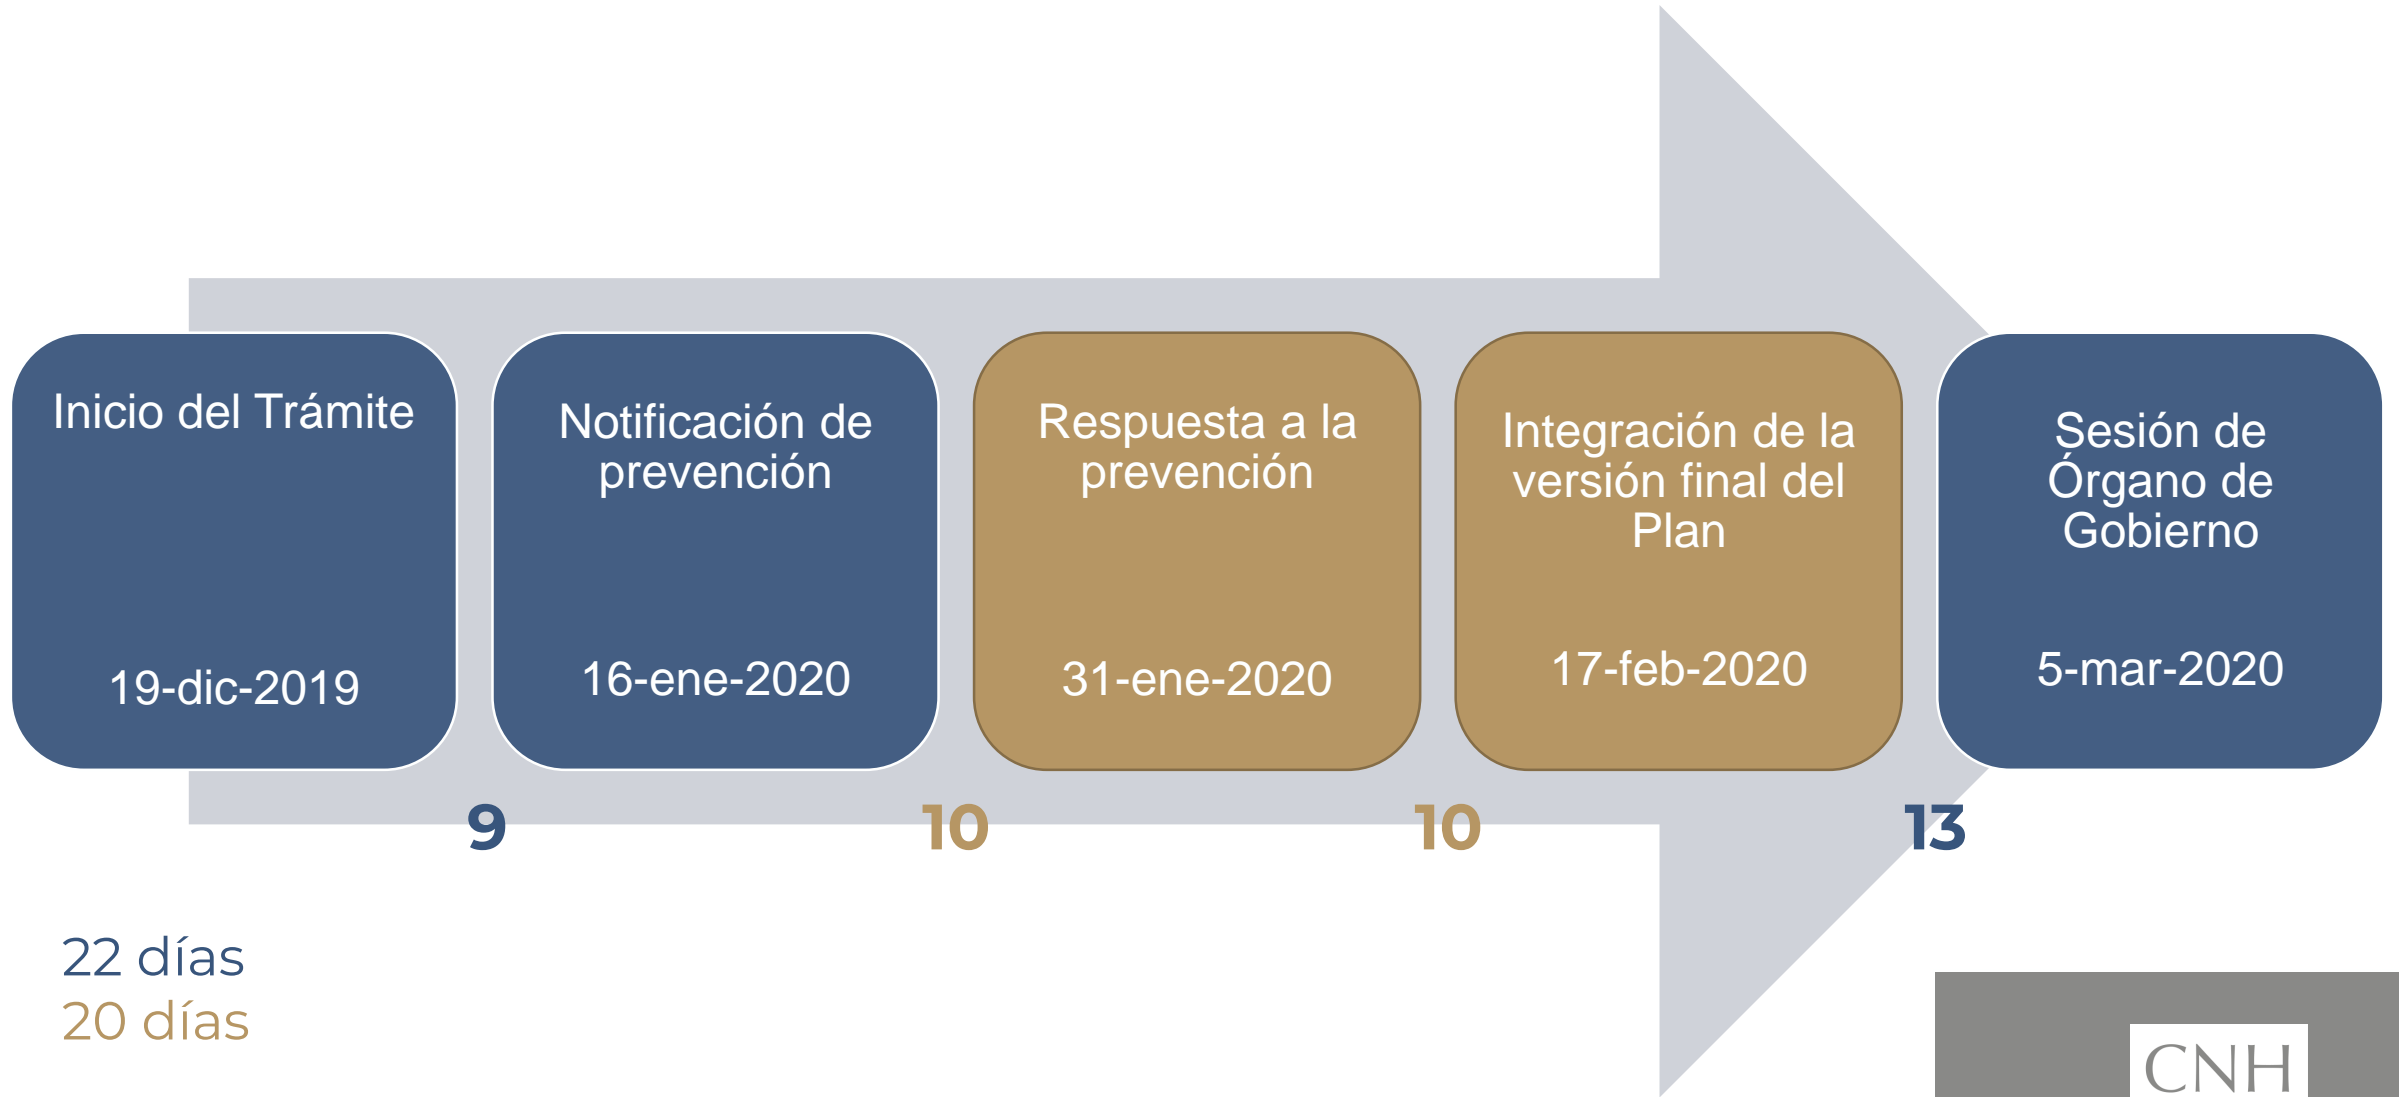 Inicio del Trámite
19-dic-2019
Notificación de
prevención
16-ene-2020
Respuesta a la
prevención
31-ene-2020
Integración de la
versión final del
Plan
17-feb-2020
Sesión de
Órgano de
Gobierno
5-mar-2020
9
10
10
13
22 días
20 días
CNH